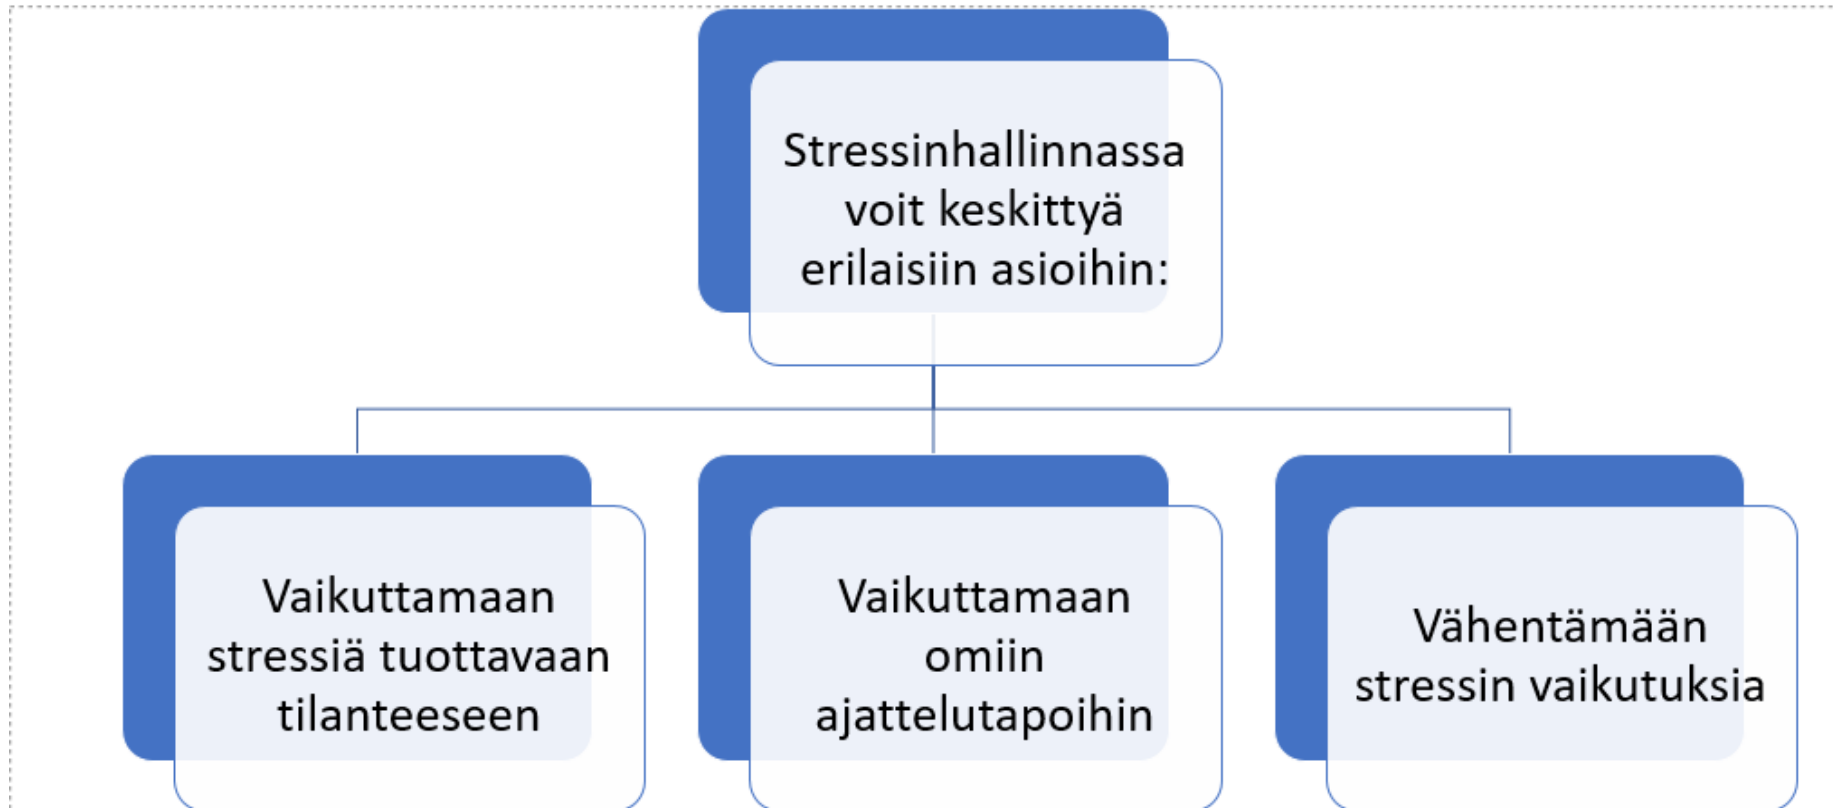 Stressinhallinnassa
voit keskittyä
erilaisiin asioihin:
Vaikuttamaan
stressiä tuottavaan
tilanteeseen
Vaikuttamaan
omiin
ajattelutapoihin
Vähentämään
stressin vaikutuksia